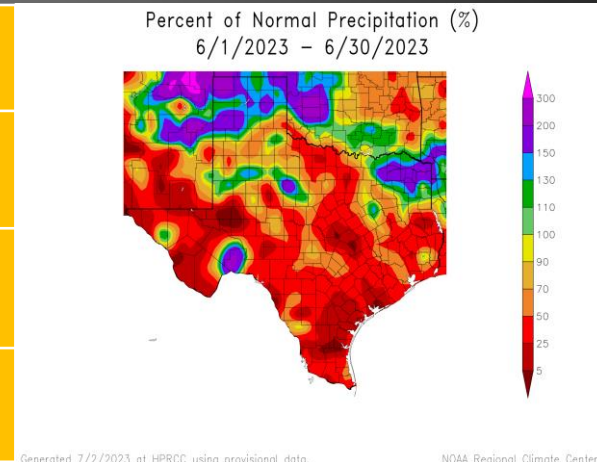 Percent of Normal Precipitation (%)
6/1/2023 – 6/30/2023
300
200
150
130
110
100
90
70
50
25
5
Generated 7/2/2023 at HPRCC using provisional data.
NOAA Regional Climate Center